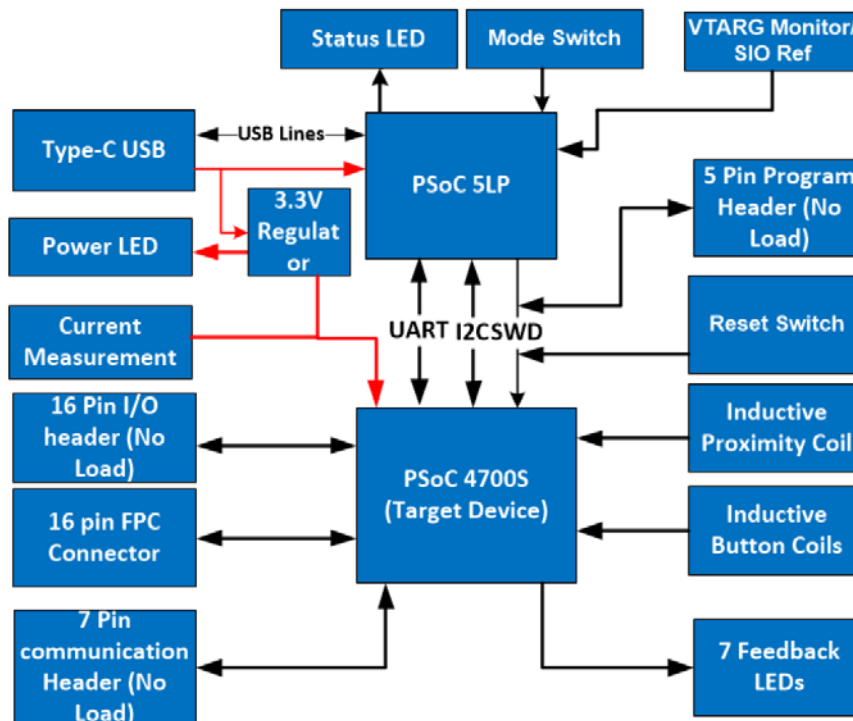 Status LED
Mode Switch
VTARG Monitor/
SIO Ref
Type-C USB
USB Lines
PSoC 5LP
5 Pin Program
Header (No
Load)
3.3V
Regulat
or
Power LED
Current
Measurement
UART
I2C
SWD
Reset Switch
16 Pin I/O
header (No
Load)
PSoC 4700S
(Target Device)
Inductive
Proximity Coil
16 pin FPC
Connector
Inductive
Button Coils
7 Pin
communication
Header (No
Load)
7 Feedback
LEDs